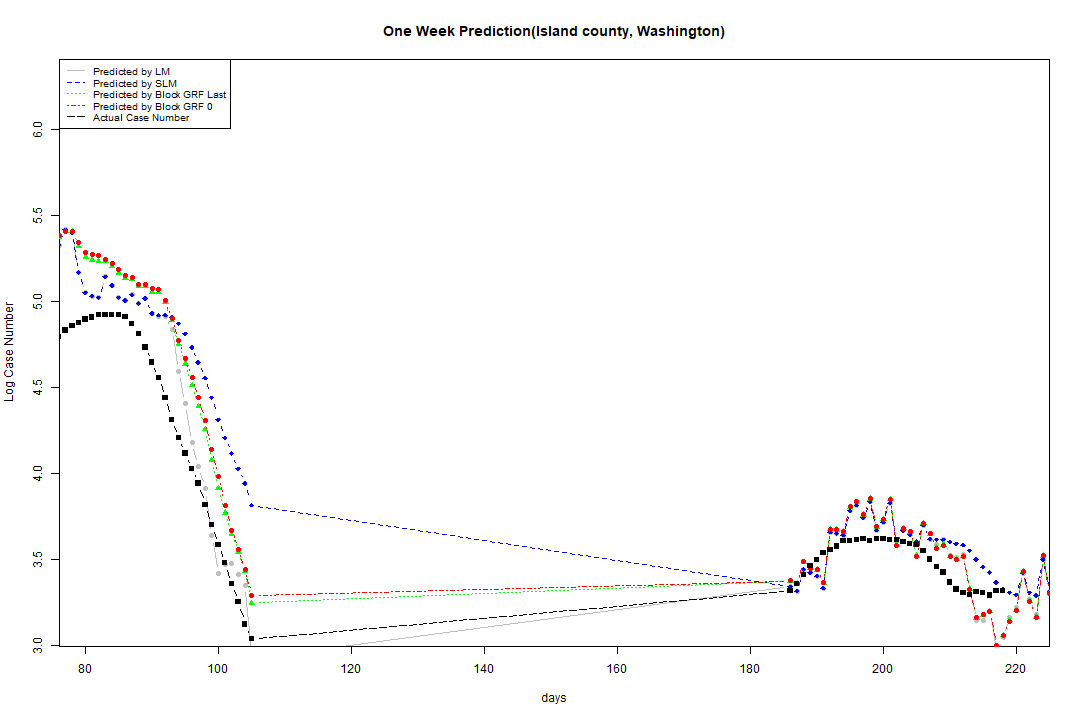 One Week Prediction(Island county, Washington)
Predicted by LM
Predicted by SLM
Predicted by Block GRF Last
Predicted by Block GRF 0
Actual Case Number
6.0
5.5
5.0
4.5
4.0
3.5
3.0
Log Case Number
80 100 120 140 160 180 200 220
days